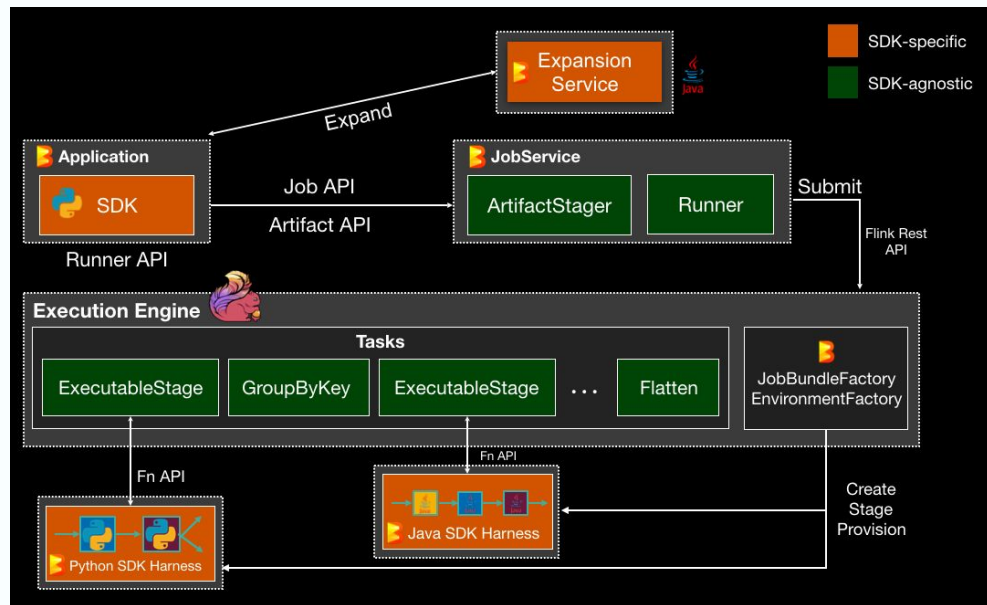 Expansion
Service
Java
SDK-specific
SDK-agnostic
Expand
Application
SDK
Runner API
Job API
Artifact API
JobService
ArtifactStager
Runner
Submit
Flink Rest
API
Execution Engine
Tasks
ExecutableStage
GroupByKey
ExecutableStage
...
Flatten
JobBundleFactory
EnvironmentFactory
Fn API
Fn API
Python SDK Harness
Java SDK Harness
Create
Stage
Provision